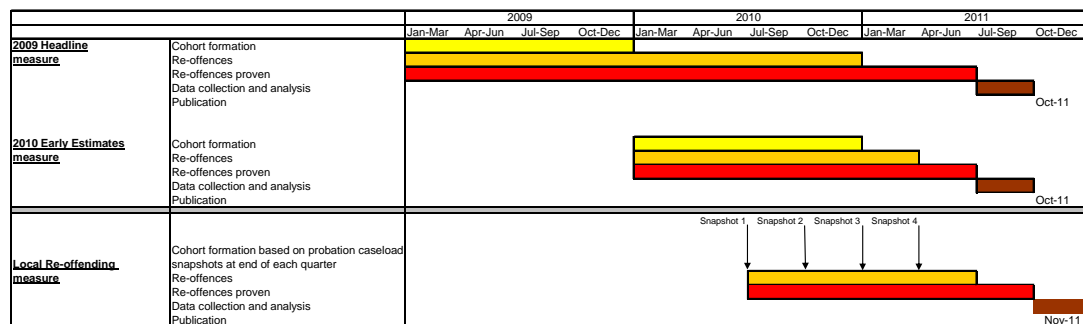 2009 2010 2011
Jan-Mar Apr-Jun Jul-Sep Oct-Dec Jan-Mar Apr-Jun Jul-Sep Oct-Dec Jan-Mar Apr-Jun Jul-Sep Oct-Dec
2009 Headline Cohort formation
measure Re-offences
Re-offences proven
Data collection and analysis
Publication Oct-11
2010 Early Estimates Cohort formation
measure Re-offences
Re-offences proven
Data collection and analysis
Publication Oct-11
Snapshot 1 Snapshot 2 Snapshot 3 Snapshot 4
Cohort formation based on probation caseload
Local Re-offending snapshots at end of each quarter
measure Re-offences
Re-offences proven
Data collection and analysis
Publication Nov-11